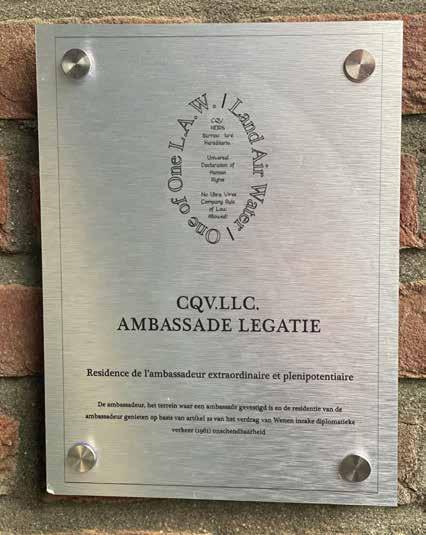 One of One L.A.W. / Land Air Water /
HEIRS
Hereditario
Universal
Declaration of
Human
Rights
No Ultra Vires
Company Rule
of Law
Allowed!
CQV.LLC.
AMBASSADE LEGATIE
Residence de l'ambassadeur extraordinaire et plenipotentiaire
De ambassadeur, het terrein waar een ambassade gevestigd is en de residentie van de
ambassadeur genieten op basis van artikel 22 van het verdrag van Wenen inzake diplomatieke
verkeer (1961) onschendbaarheid